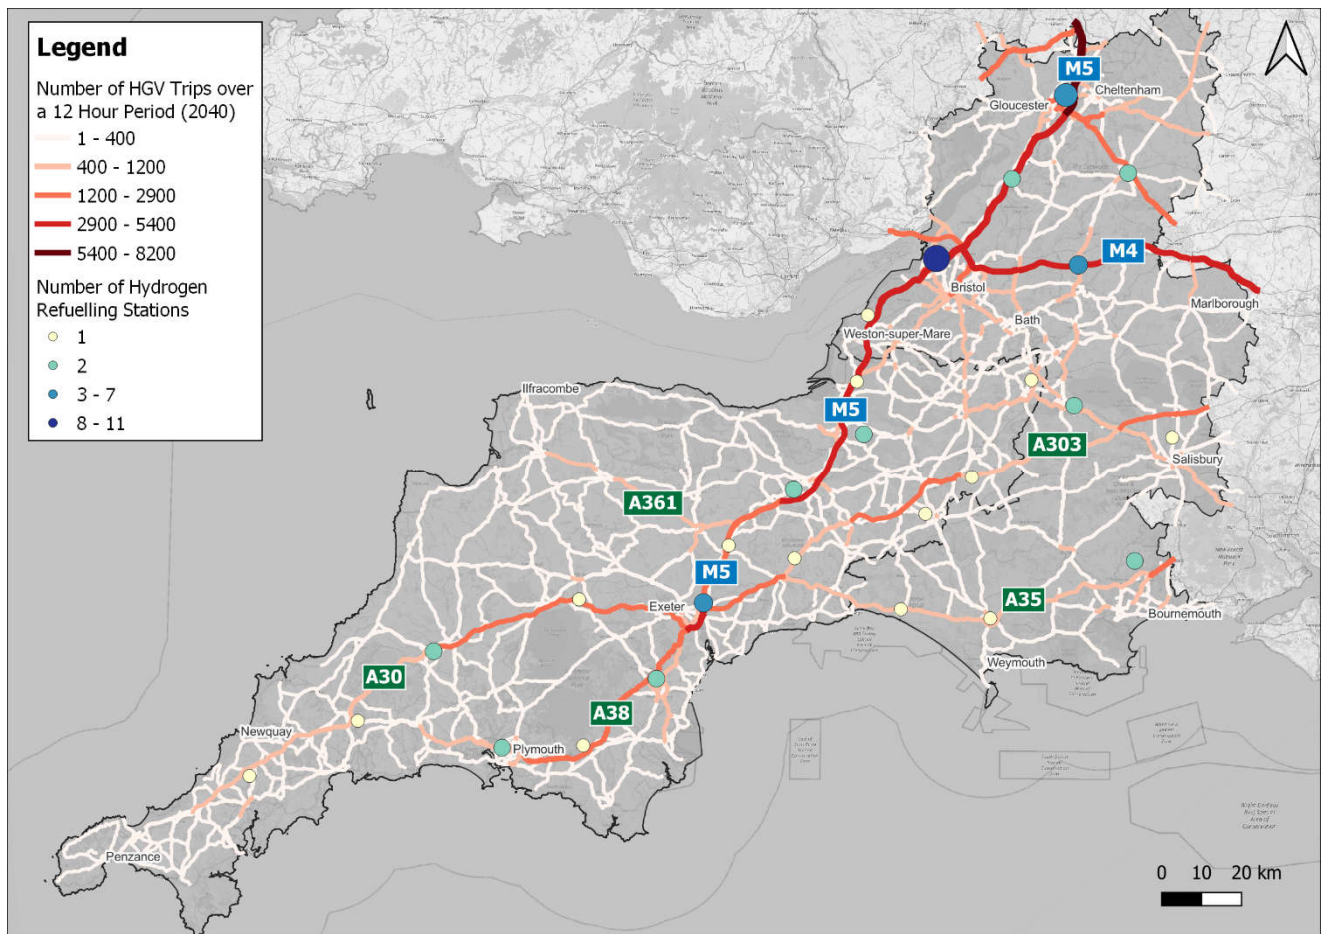 Legend
Number of HGV Trips over
a 12 Hour Period (2040)
1 - 400
400 - 1200
1200 - 2900
2900 - 5400
5400 - 8200
Number of Hydrogen
Refuelling Stations
1
2
3 - 7
8 - 11
M5
Cheltenham
Gloucester
M4
Bristol
Marlborough
Bath
Weston-super-Mare
Ilfracombe
M5
A303
Salisbury
A361
M5
Exeter
A35
Bournemouth
Weymouth
A30
A38
Newquay
Plymouth
Penzance
0 10 20 km